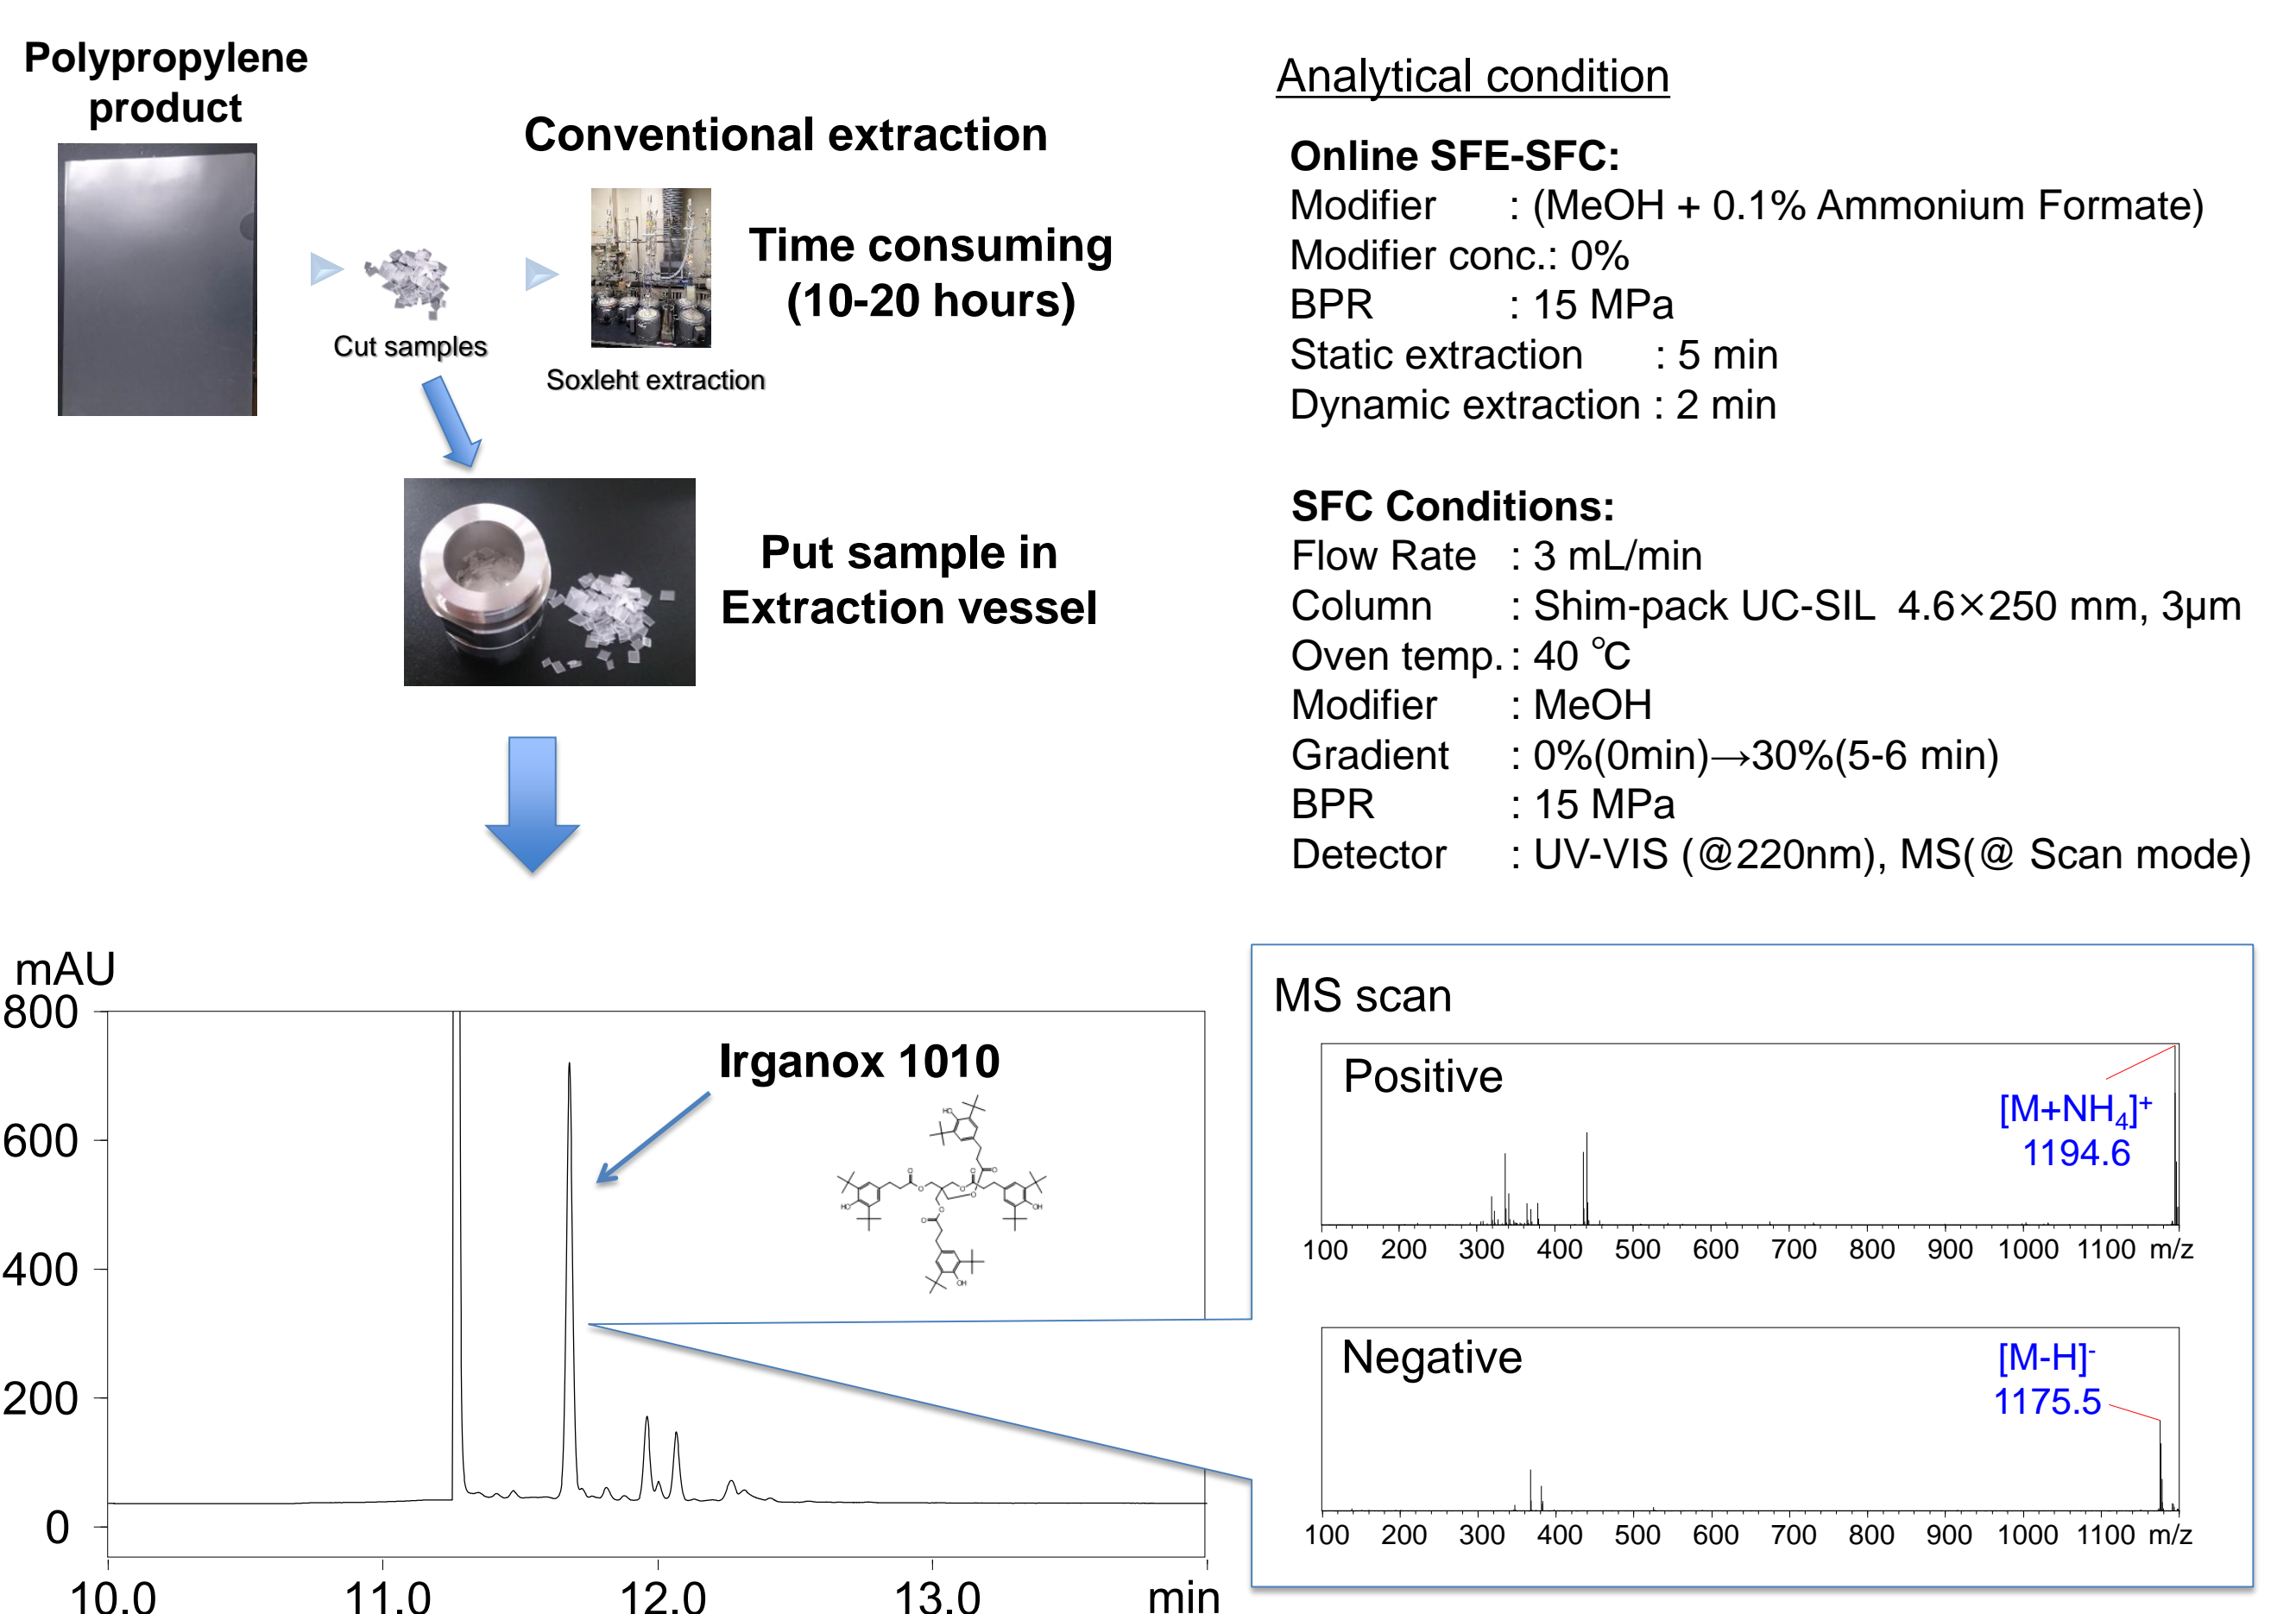 Polypropylene
product
Conventional extraction
Time consuming
(10-20 hours)
Cut samples
Soxleht extraction
Put sample in
Extraction vessel
Analytical condition
Online SFE-SFC:
Modifier : (MeOH + 0.1% Ammonium Formate)
Modifier conc.: 0%
BPR : 15 MPa
Static extraction : 5 min
Dynamic extraction : 2 min
SFC Conditions:
Flow Rate : 3 mL/min
Column : Shim-pack UC-SIL 4.6×250 mm, 3µm
Oven temp. : 40 ℃
Modifier : MeOH
Gradient : 0%(0min)→30%(5-6 min)
BPR : 15 MPa
Detector : UV-VIS (@220nm), MS(@ Scan mode)
mAU
800
600
400
200
0
10.0 11.0 12.0 13.0 min
Irganox 1010
HO
O O
O O O
O O
HO OH
O
O
OH
MS scan
Positive
[M+NH₄]⁺
1194.6
100 200 300 400 500 600 700 800 900 1000 1100 m/z
Negative
[M-H]⁻
1175.5
100 200 300 400 500 600 700 800 900 1000 1100 m/z